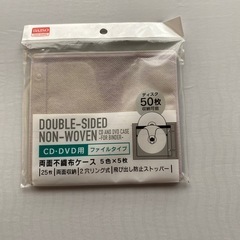 DAISO
ディスク
50枚
収納可能
DOUBLE-SIDED
NON-WOVEN
CD AND DVD CASE
-FOR BINDER-
CD・DVD用 ファイルタイプ
両面不織布ケース 5色×5枚
25枚 両面収納 2穴リング式 飛び出し防止ストッパー